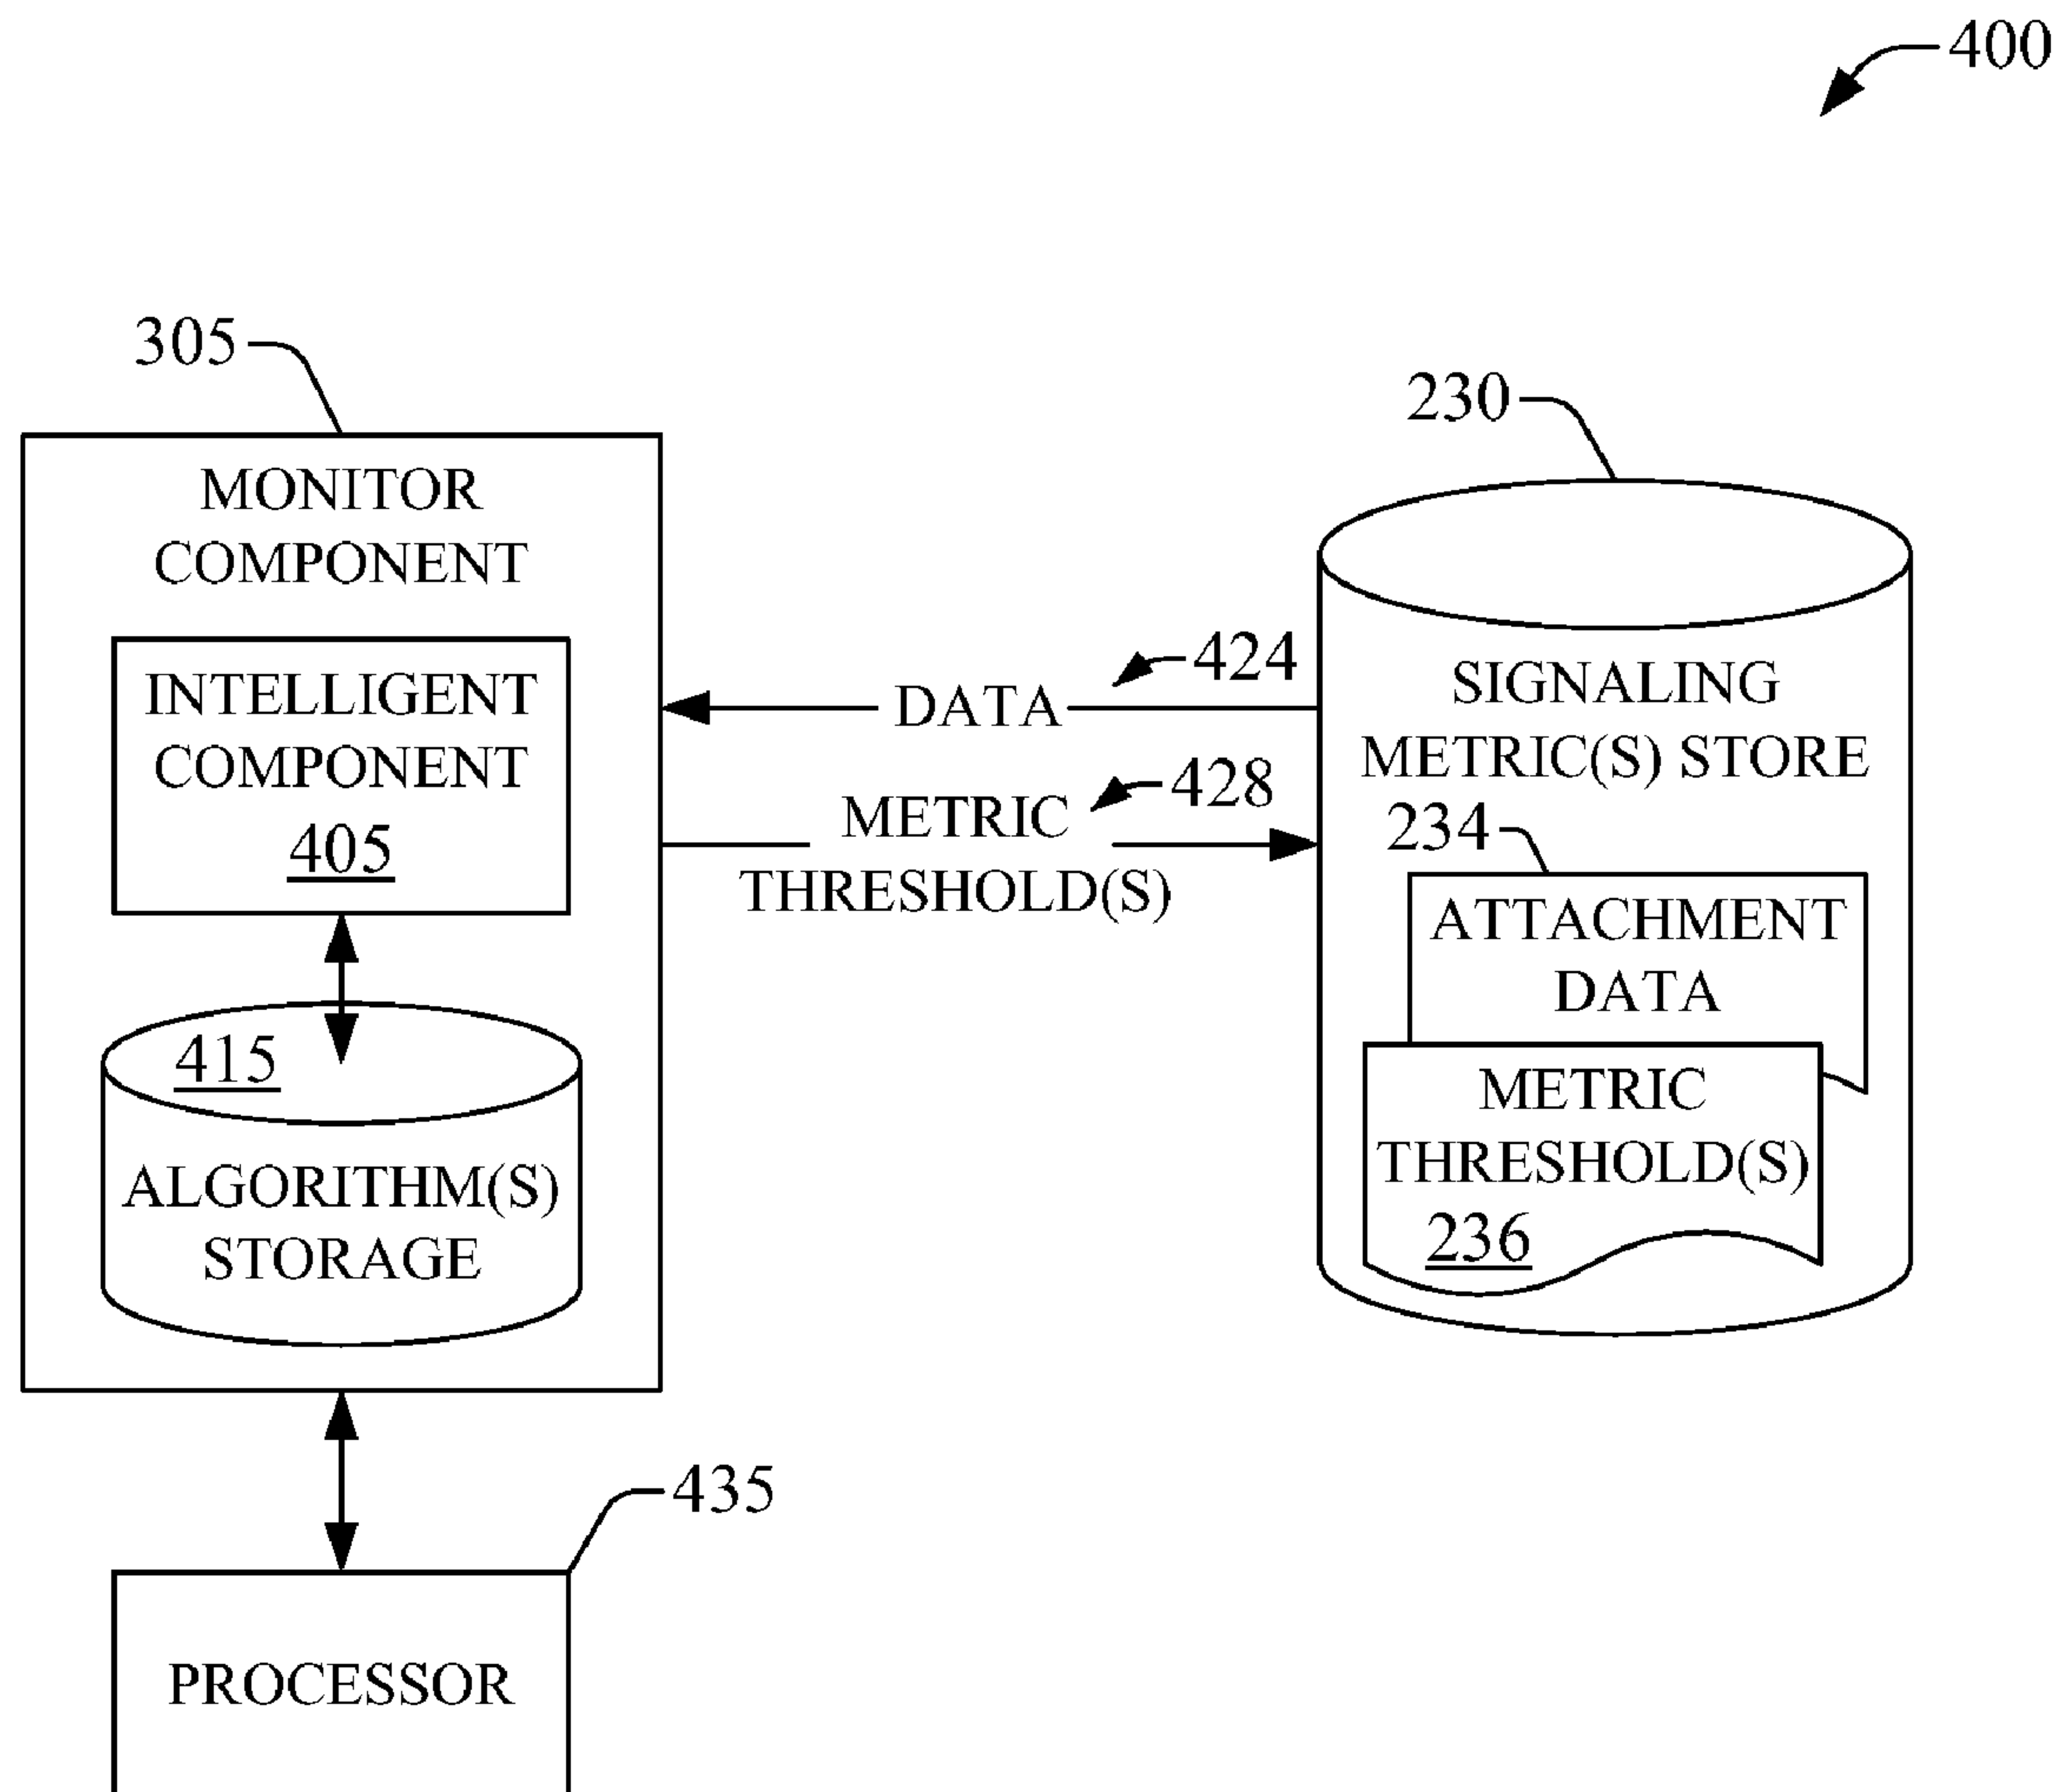 400
305
MONITOR
COMPONENT
INTELLIGENT
COMPONENT
405
415
ALGORITHM(S)
STORAGE
424
DATA
428
METRIC
THRESHOLD(S)
230
SIGNALING
METRIC(S) STORE
234
ATTACHMENT
DATA
METRIC
THRESHOLD(S)
236
435
PROCESSOR